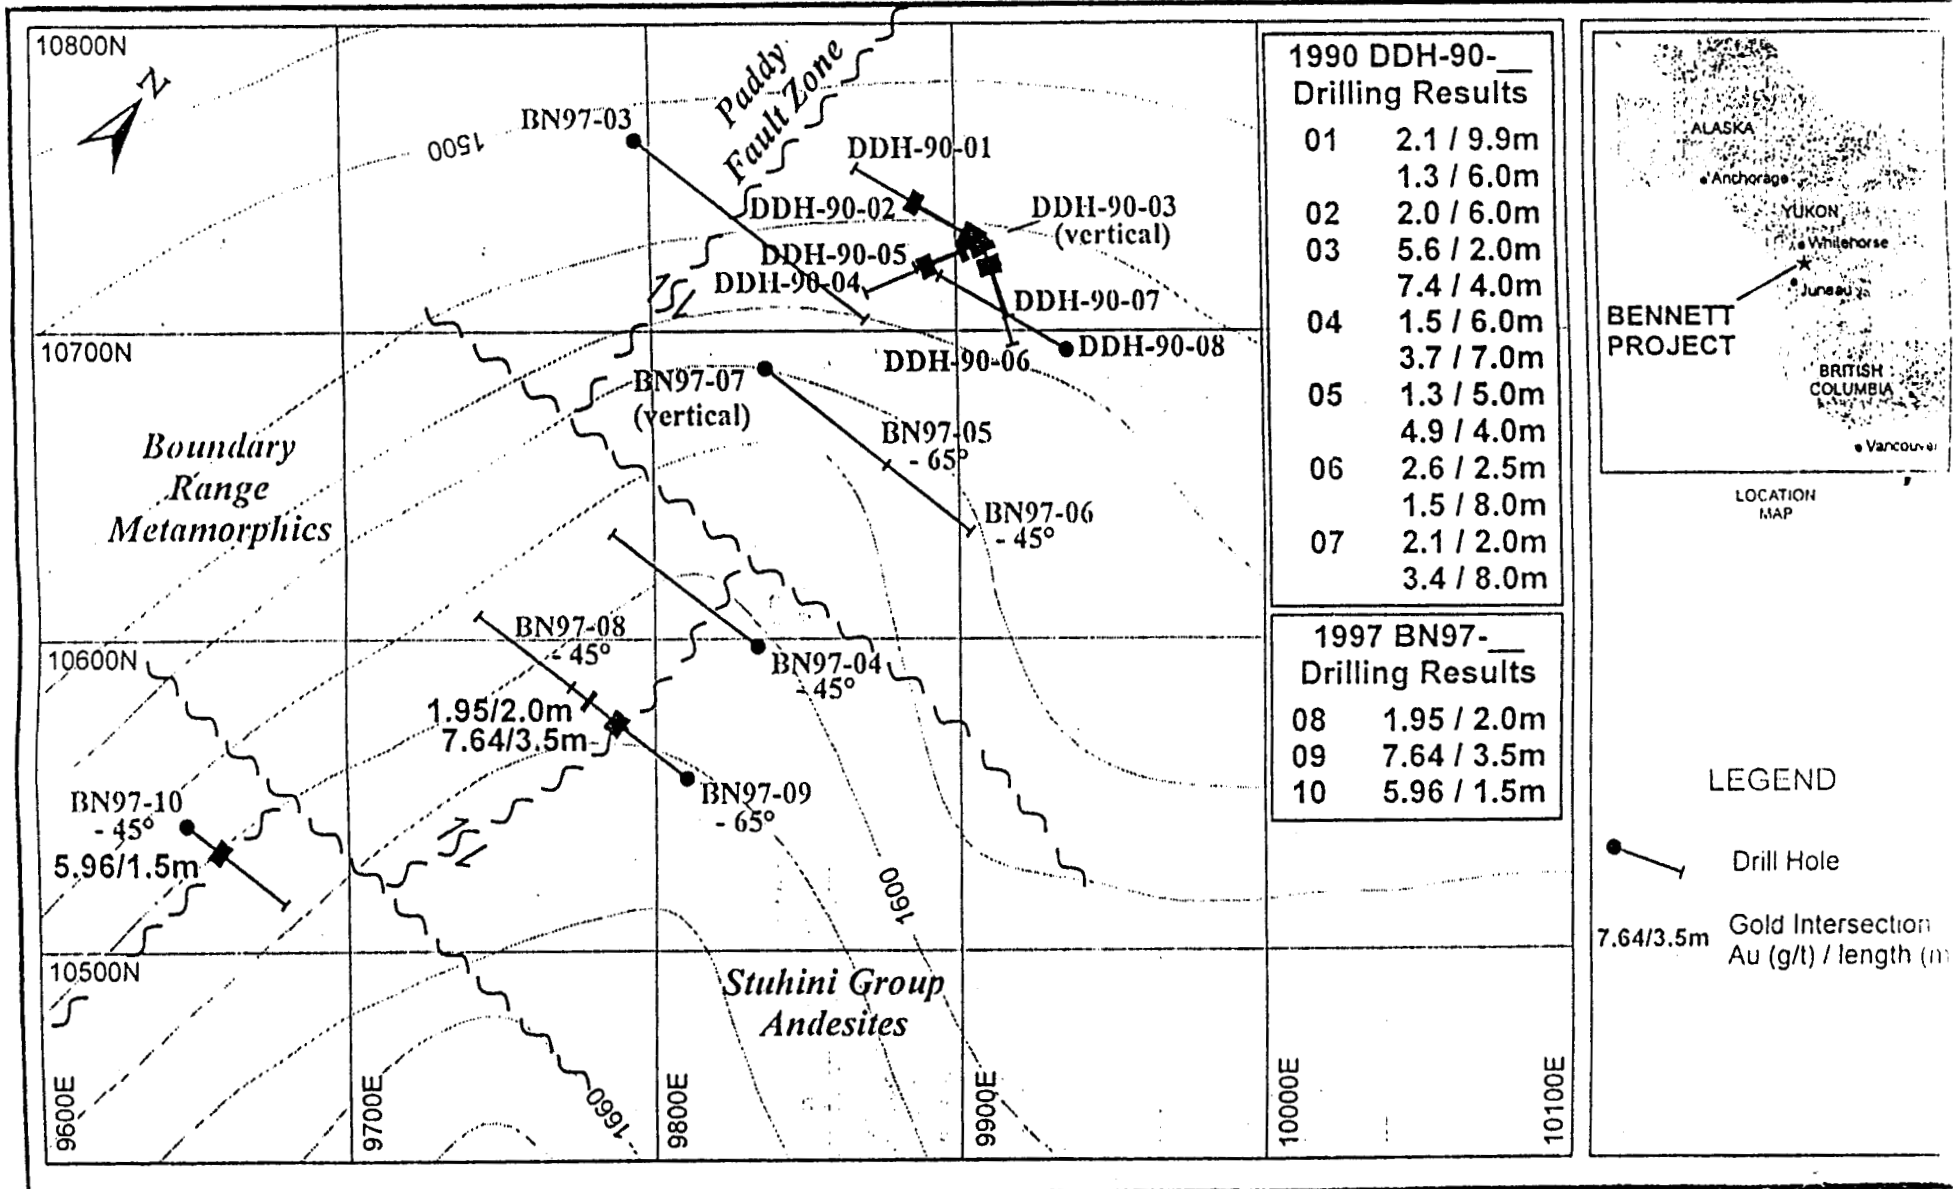 10800N
N
1500
Paddy
Fault Zone
BN97-03
DDH-90-01
DDH-90-02
DDH-90-03
(vertical)
DDH-90-05
DDH-90-04
DDH-90-07
DDH-90-06
DDH-90-08
10700N
BN97-07
(vertical)
BN97-05
- 65°
BN97-06
- 45°
Boundary
Range
Metamorphics
10600N
BN97-08
- 45°
BN97-04
- 45°
1.95/2.0m
7.64/3.5m
BN97-09
- 65°
BN97-10
- 45°
5.96/1.5m
1600
10500N
Stuhini Group
Andesites
1660
9600E
9700E
9800E
9900E
10000E
10100E
1990 DDH-90-__
Drilling Results
01 2.1 / 9.9m
1.3 / 6.0m
02 2.0 / 6.0m
03 5.6 / 2.0m
7.4 / 4.0m
04 1.5 / 6.0m
3.7 / 7.0m
05 1.3 / 5.0m
4.9 / 4.0m
06 2.6 / 2.5m
1.5 / 8.0m
07 2.1 / 2.0m
3.4 / 8.0m
1997 BN97-__
Drilling Results
08 1.95 / 2.0m
09 7.64 / 3.5m
10 5.96 / 1.5m
ALASKA
Anchorage
YUKON
Whitehorse
Juneau
BENNETT
PROJECT
BRITISH
COLUMBIA
Vancouver
LOCATION
MAP
LEGEND
Drill Hole
7.64/3.5m
Gold Intersection
Au (g/t) / length (m